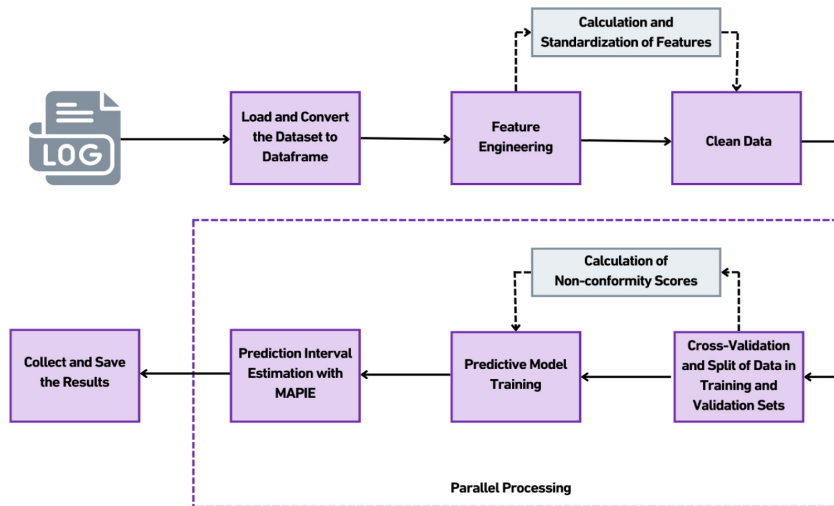 Calculation and
Standardization of Features
LOG
Load and Convert
the Dataset to
Dataframe
Feature
Engineering
Clean Data
Calculation of
Non-conformity Scores
Collect and Save
the Results
Prediction Interval
Estimation with
MAPIE
Predictive Model
Training
Cross-Validation
and Split of Data in
Training and
Validation Sets
Parallel Processing